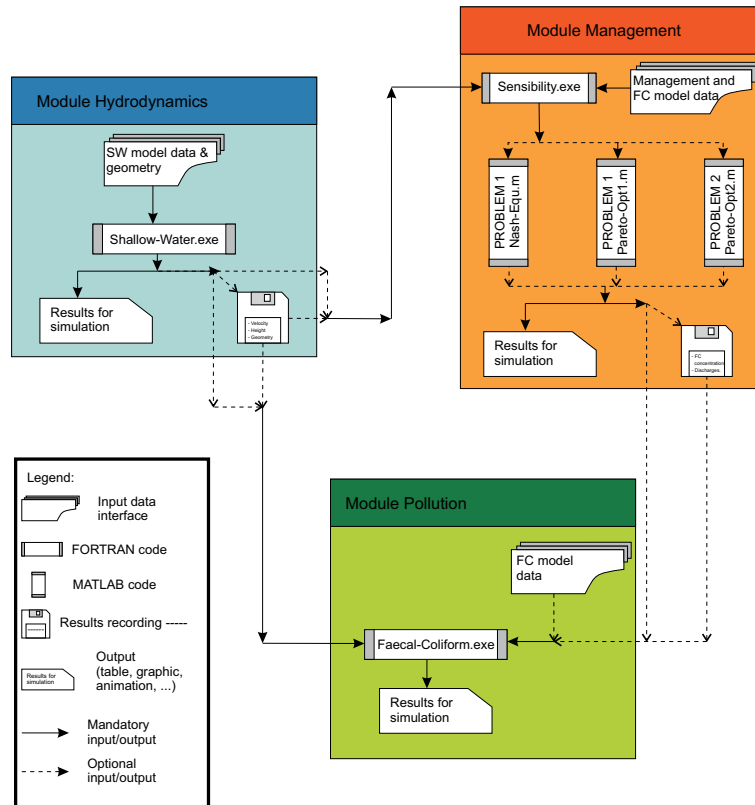 Module Management
Sensibility.exe
Management and
FC model data
PROBLEM 1
Nash-Equ.m
PROBLEM 1
Pareto-Opt1.m
PROBLEM 2
Pareto-Opt2.m
Results for
simulation
- FC
concentration
- Discharges.
Module Hydrodynamics
SW model data &
geometry
Shallow-Water.exe
Results for
simulation
- Velocity
- Height
- Geometry
Module Pollution
FC model
data
Faecal-Coliform.exe
Results for
simulation
Legend:
Input data
interface
FORTRAN code
MATLAB code
Results recording -----
Output
(table, graphic,
animation, ...)
Results for
simulation
Mandatory
input/output
Optional
input/output